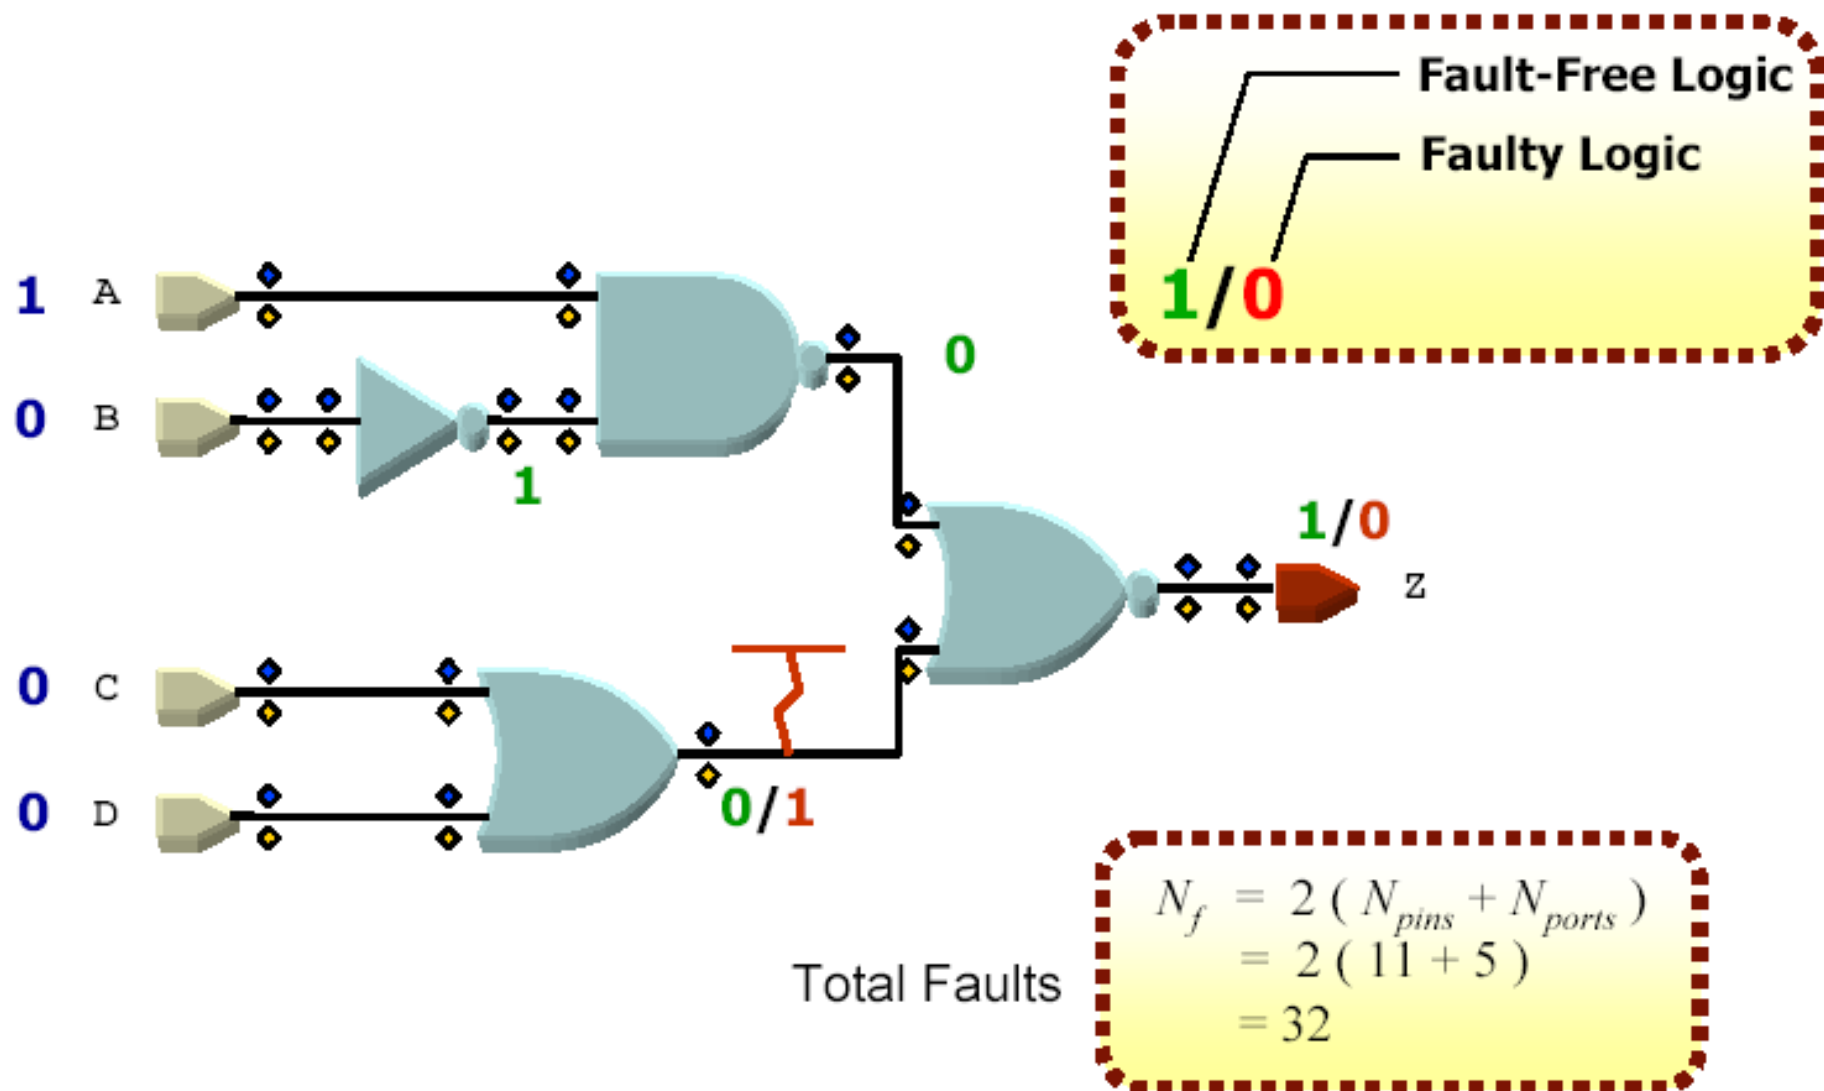 Fault-Free Logic
Faulty Logic
1/0
1 A
0
0 B
1
1/0
Z
0 C
0 D
0/1
Total Faults
N_f = 2 ( N_pins + N_ports )
= 2 ( 11 + 5 )
= 32